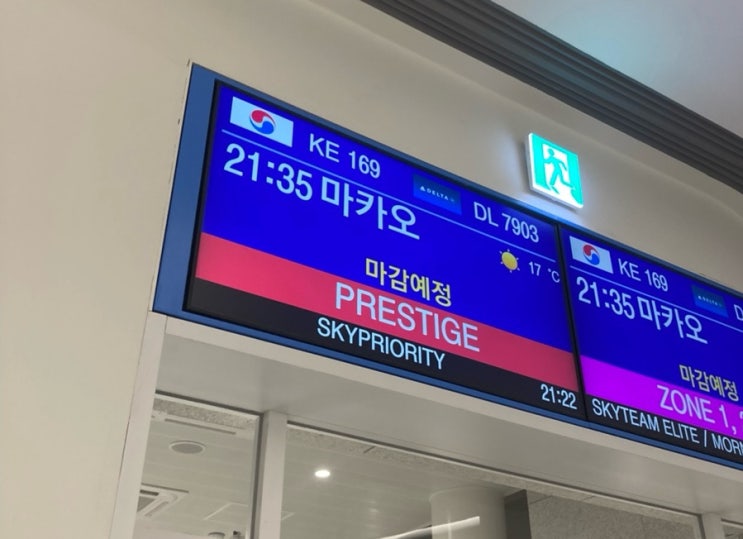 KE 169
DELTA
DL 7903
21:35 마카오
17 ℃
마감예정
PRESTIGE
SKYPRIORITY
21:22
KE 169
DELTA
21:35 마카오
마감예정
ZONE 1,
SKYTEAM ELITE /